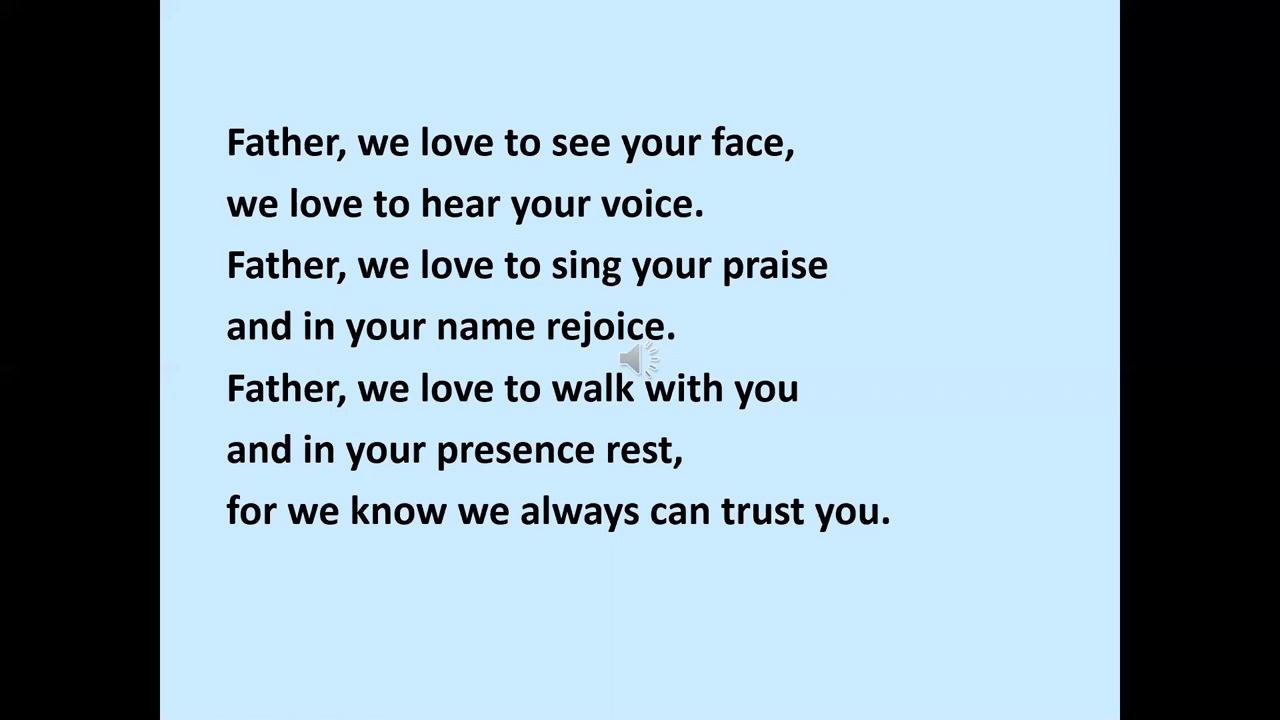 Father, we love to see your face,
we love to hear your voice.
Father, we love to sing your praise
and in your name rejoice.
Father, we love to walk with you
and in your presence rest,
for we know we always can trust you.